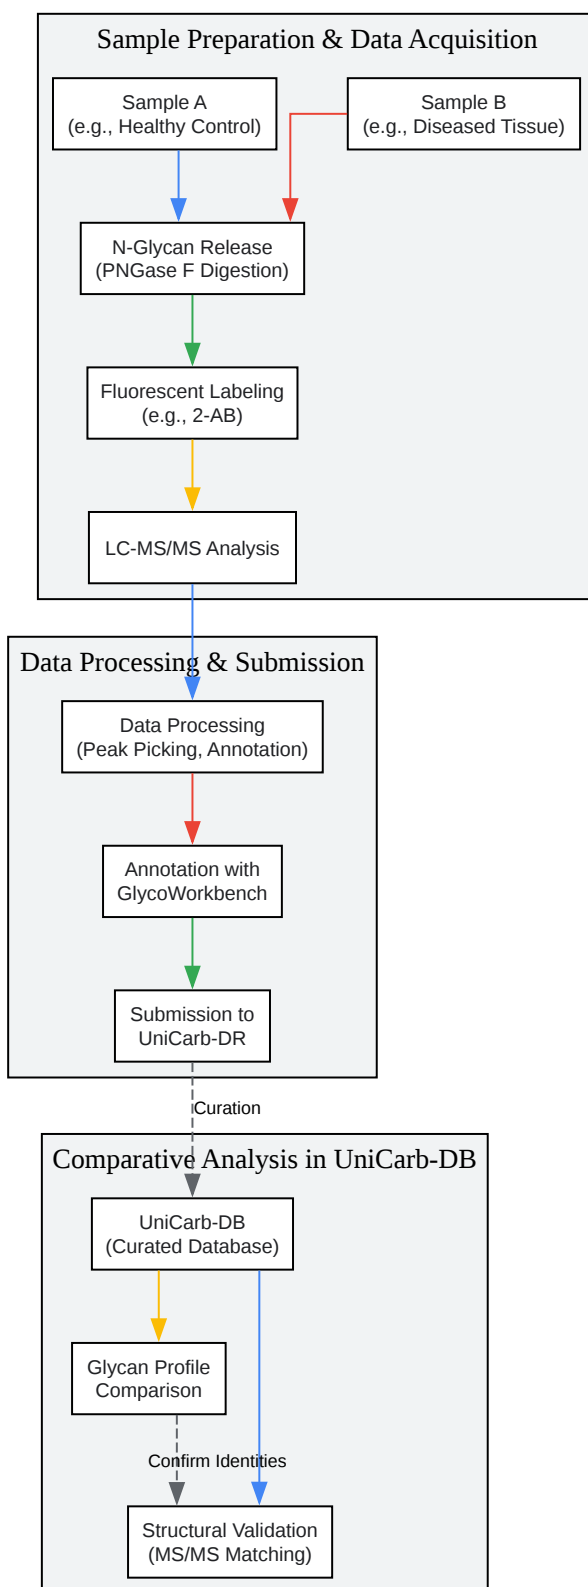 Sample Preparation & Data Acquisition
Sample A
(e.g., Healthy Control)
Sample B
(e.g., Diseased Tissue)
N-Glycan Release
(PNGase F Digestion)
Fluorescent Labeling
(e.g., 2-AB)
LC-MS/MS Analysis
Data Processing & Submission
Data Processing
(Peak Picking, Annotation)
Annotation with
GlycoWorkbench
Submission to
UniCarb-DR
Curation
Comparative Analysis in UniCarb-DB
UniCarb-DB
(Curated Database)
Glycan Profile
Comparison
Confirm Identities
Structural Validation
(MS/MS Matching)